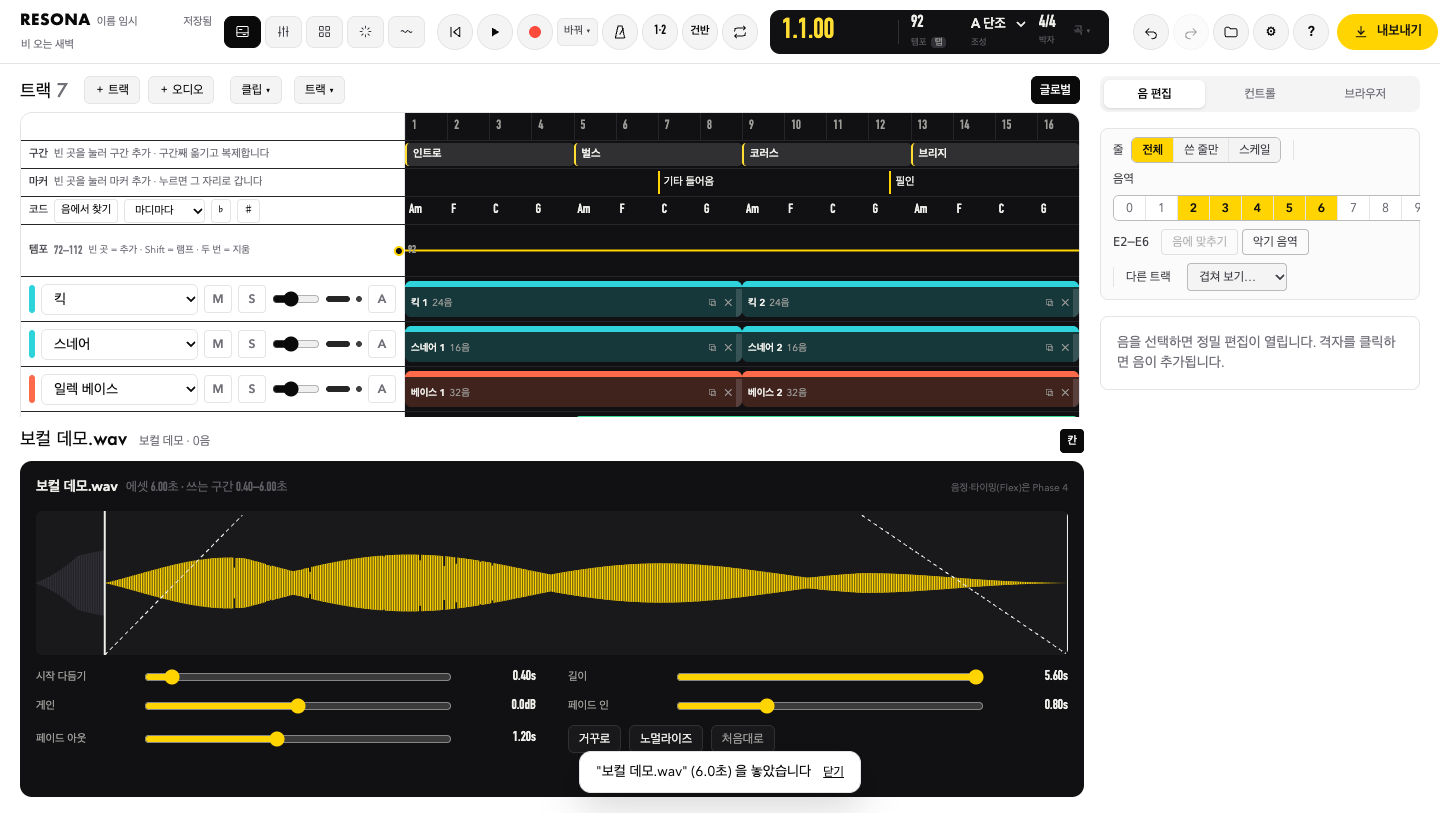 RESONA 이름 임시 저장됨
비 오는 새벽
바꿔 ▾
1·2
건반
1.1.00
92
템포 탭
A 단조
조성
4/4
박자
곡 ▾
내보내기
트랙 7
+ 트랙
+ 오디오
클립 ▾
트랙 ▾
글로벌
1 2 3 4 5 6 7 8 9 10 11 12 13 14 15 16
구간 빈 곳을 눌러 구간 추가 · 구간째 옮기고 복제합니다
인트로 벌스 코러스 브리지
마커 빈 곳을 눌러 마커 추가 · 누르면 그 자리로 갑니다
기타 들어옴 필인
코드 음에서 찾기 마디마다 ♭ #
Am F C G Am F C G Am F C G Am F C G
템포 72–112 빈 곳 = 추가 · Shift = 램프 · 두 번 = 지움
92
킥 M S A
킥 1 24음
킥 2 24음
스네어 M S A
스네어 1 16음
스네어 2 16음
일렉 베이스 M S A
베이스 1 32음
베이스 2 32음
보컬 데모.wav 보컬 데모 · 0음
칸
보컬 데모.wav 에셋 6.00초 · 쓰는 구간 0.40–6.00초
음정·타이밍(Flex)은 Phase 4
시작 다듬기 0.40s
길이 5.60s
게인 0.0dB
페이드 인 0.80s
페이드 아웃 1.20s
거꾸로 노멀라이즈 처음대로
"보컬 데모.wav" (6.0초) 을 놓았습니다 닫기
음 편집 컨트롤 브라우저
줄 전체 쓴 줄만 스케일
음역
0 1 2 3 4 5 6 7 8 9
E2–E6 음에 맞추기 악기 음역
다른 트랙 겹쳐 보기…
음을 선택하면 정밀 편집이 열립니다. 격자를 클릭하
면 음이 추가됩니다.